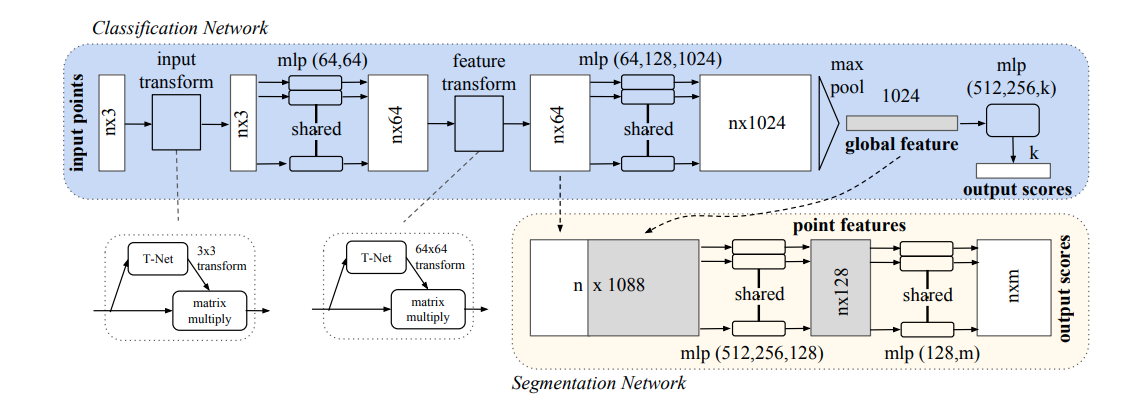 Classification Network
input points
nx3
input
transform
nx3
mlp (64,64)
shared
nx64
feature
transform
nx64
mlp (64,128,1024)
shared
nx1024
max
pool
1024
global feature
mlp
(512,256,k)
k
output scores
T-Net
3x3
transform
matrix
multiply
T-Net
64x64
transform
matrix
multiply
point features
n x 1088
shared
mlp (512,256,128)
nx128
shared
mlp (128,m)
nxm
output scores
Segmentation Network